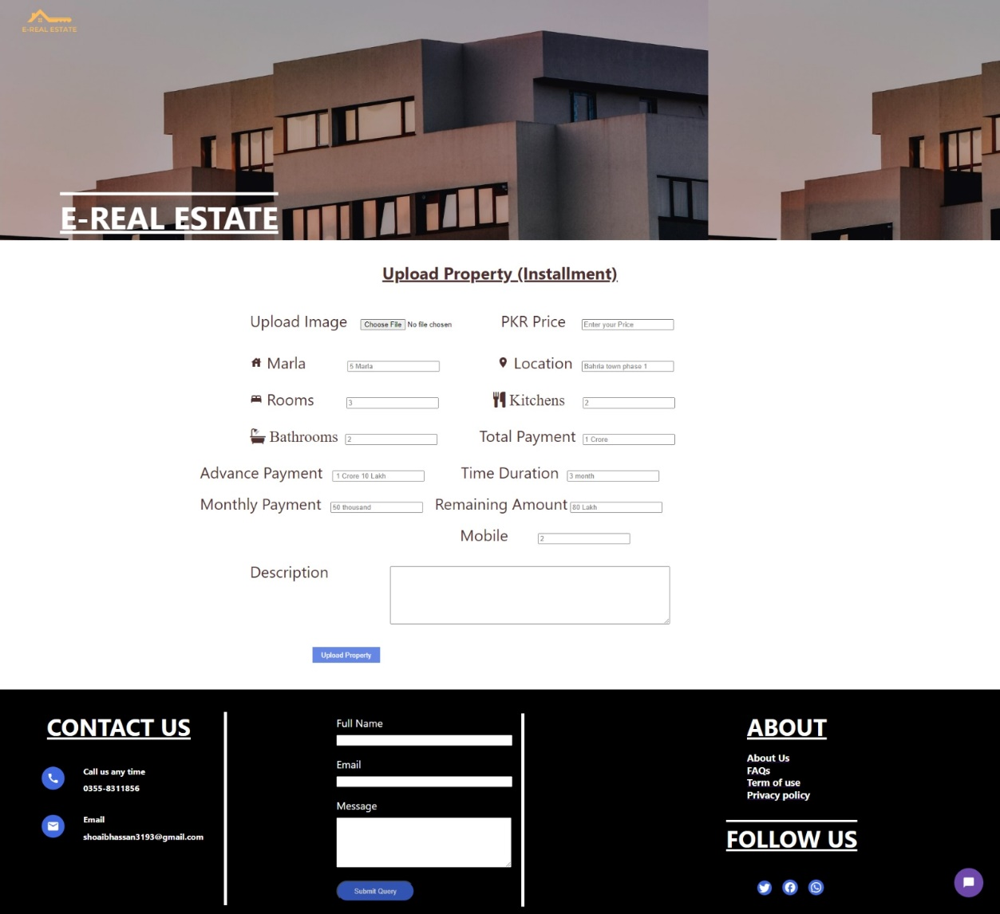 E-REAL ESTATE
E-REAL ESTATE
Upload Property (Installment)
Upload Image Choose File No file chosen PKR Price Enter your Price
Marla 5 Marla Location Bahria town phase 1
Rooms 3 Kitchens 2
Bathrooms 2 Total Payment 1 Crore
Advance Payment 1 Crore 10 Lakh Time Duration 3 month
Monthly Payment 50 thousand Remaining Amount 80 Lakh
Mobile 2
Description
Upload Property
CONTACT US
Call us any time
0355-8311856
Email
shoaibhassan3193@gmail.com
Full Name
Email
Message
Submit Query
ABOUT
About Us
FAQs
Term of use
Privacy policy
FOLLOW US